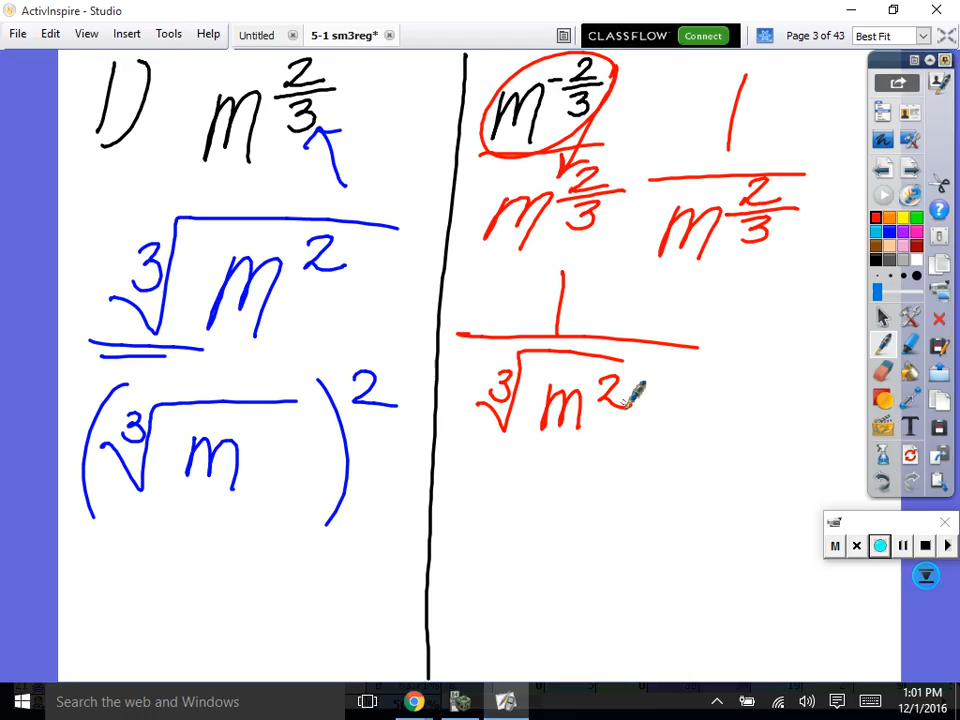 ActivInspire - Studio
File Edit View Insert Tools Help
Untitled
5-1 sm3reg*
CLASSFLOW Connect
Page 3 of 43
Best Fit
1) m^(2/3)
∛(m^2)
(∛m)^2
m^(-2/3)
m^(2/3)
1/m^(2/3)
1/∛(m^2)
M
Search the web and Windows
1:01 PM
12/1/2016